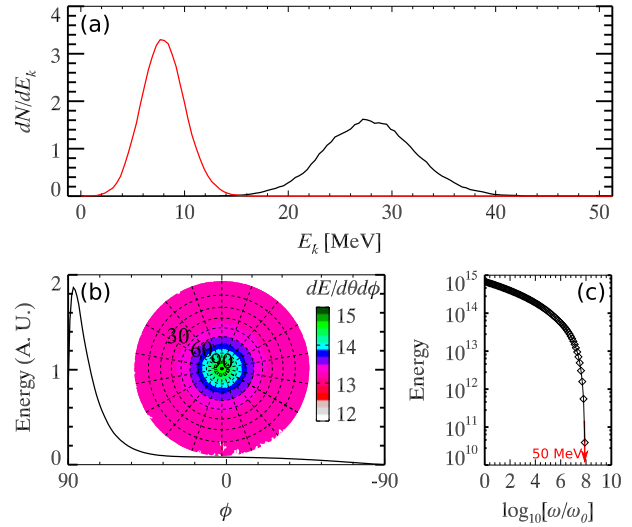 (a)
dN/dE_k
4
3
2
1
0
0 10 20 30 40 50
E_k [MeV]
(b)
dE/dθdϕ
Energy (A. U.)
2
1
0
30
60
90
15
14
13
12
90 0 -90
ϕ
(c)
Energy
10^15
10^14
10^13
10^12
10^11
10^10
50 MeV
0 2 4 6 8 10
log_10[ω/ω_0]